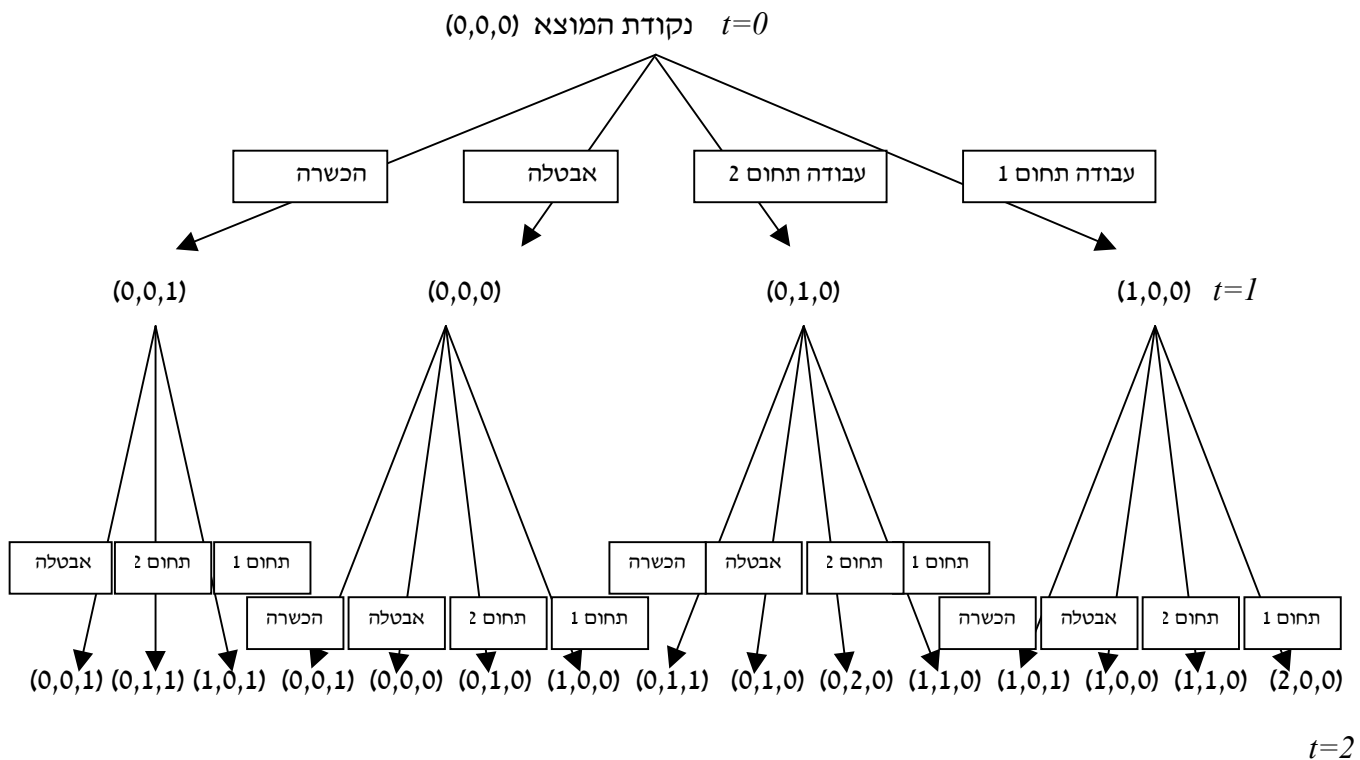 נקודת המוצא (0,0,0) t=0
עבודה תחום 1 עבודה תחום 2 אבטלה הכשרה
t=1 (1,0,0) (0,1,0) (0,0,0) (0,0,1)
תחום 1 תחום 2 אבטלה הכשרה תחום 1 תחום 2 אבטלה
תחום 1 תחום 2 אבטלה הכשרה תחום 1 תחום 2 אבטלה הכשרה
(0,0,1) (0,1,1) (1,0,1) (0,0,1) (0,0,0) (0,1,0) (1,0,0) (0,1,1) (0,1,0) (0,2,0) (1,1,0) (1,0,1) (1,0,0) (1,1,0) (2,0,0)
t=2